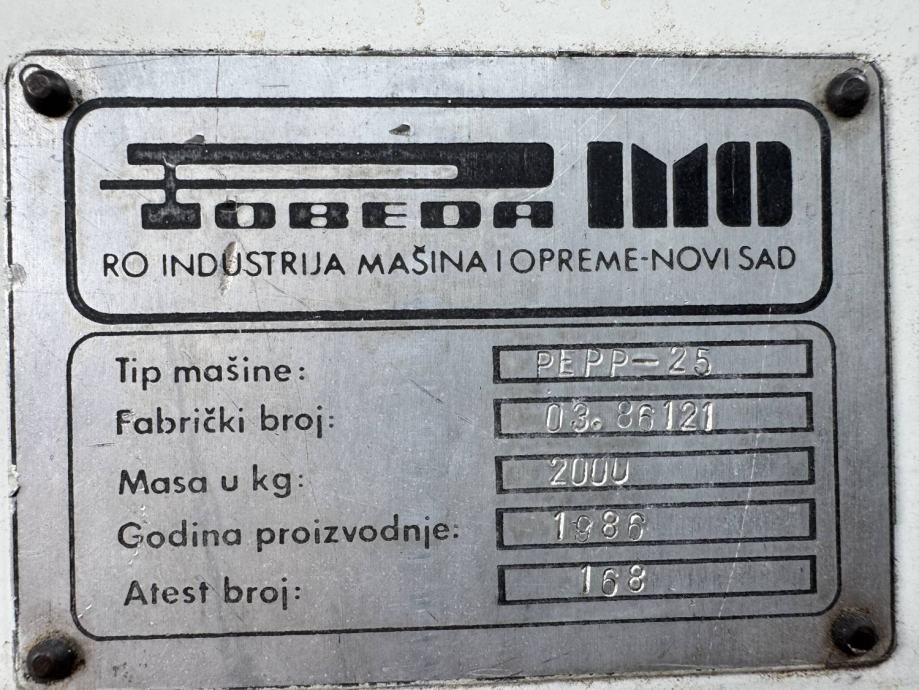 POBEDA IMO
RO INDUSTRIJA MAŠINA I OPREME-NOVI SAD
Tip mašine: PEPP-25
Fabrički broj: 03.86121
Masa u kg: 2000
Godina proizvodnje: 1986
Atest broj: 168